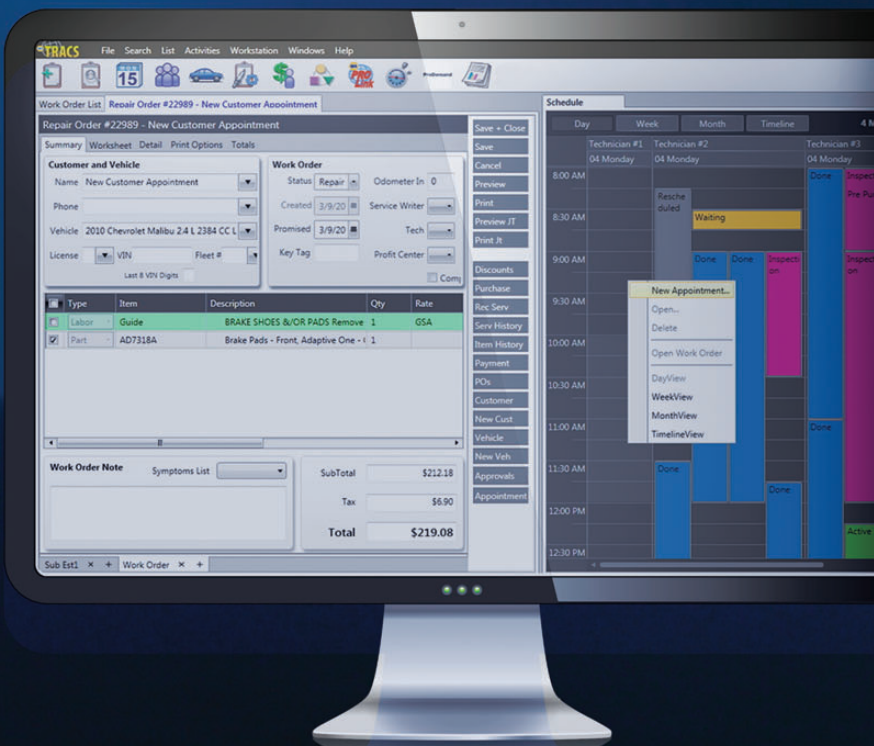 TRACS File Search List Activities Workstation Windows Help
15 PRO Link ProDemand
Work Order List Repair Order #22989 - New Customer Appointment
Repair Order #22989 - New Customer Appointment
Summary Worksheet Detail Print Options Totals
Customer and Vehicle
Name New Customer Appointment
Phone
Vehicle 2010 Chevrolet Malibu 2.4 L 2384 CC L
License VIN Fleet #
Last 8 VIN Digits
Work Order
Status Repair Odometer In 0
Created 3/9/20 Service Writer
Promised 3/9/20 Tech
Key Tag Profit Center
Comp
Type Item Description Qty Rate
Labor Guide BRAKE SHOES &/OR PADS Remove 1 GSA
Part AD7318A Brake Pads - Front, Adaptive One - 1
Work Order Note Symptoms List
SubTotal $212.18
Tax $6.90
Total $219.08
Sub Est1 × + Work Order × +
Save + Close
Save
Cancel
Preview
Print
Preview JT
Print Jt
Discounts
Purchase
Rec Serv
Serv History
Item History
Payment
POs
Customer
New Cust
Vehicle
New Veh
Approvals
Appointment
Schedule
Day Week Month Timeline 4 M
Technician #1 Technician #2 Technician #3
04 Monday 04 Monday 04 Monday
8:00 AM
8:30 AM
9:00 AM
9:30 AM
10:00 AM
10:30 AM
11:00 AM
11:30 AM
12:00 PM
12:30 PM
Resche
duled
Waiting
Done
Done
Inspecti
on
Done
Done
Done
Inspec
Pre Pu
Inspect
on
Done
Active
New Appointment...
Open...
Delete
Open Work Order
DayView
WeekView
MonthView
TimelineView